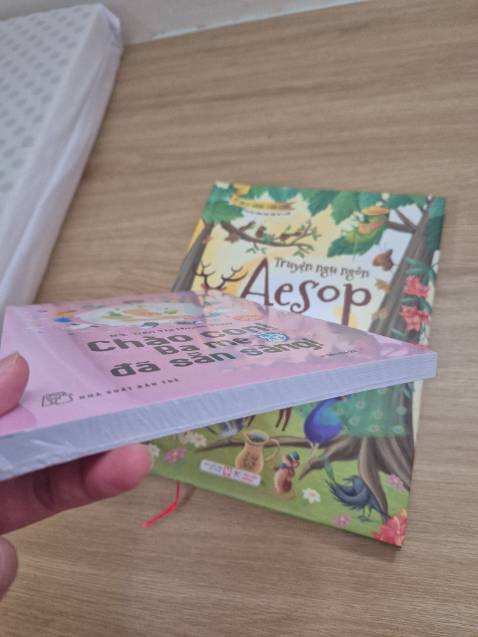 Truyện ngụ ngôn
Aesop
Chào con!
Ba mẹ
đã sẵn sàng!
NHÀ XUẤT BẢN TRẺ